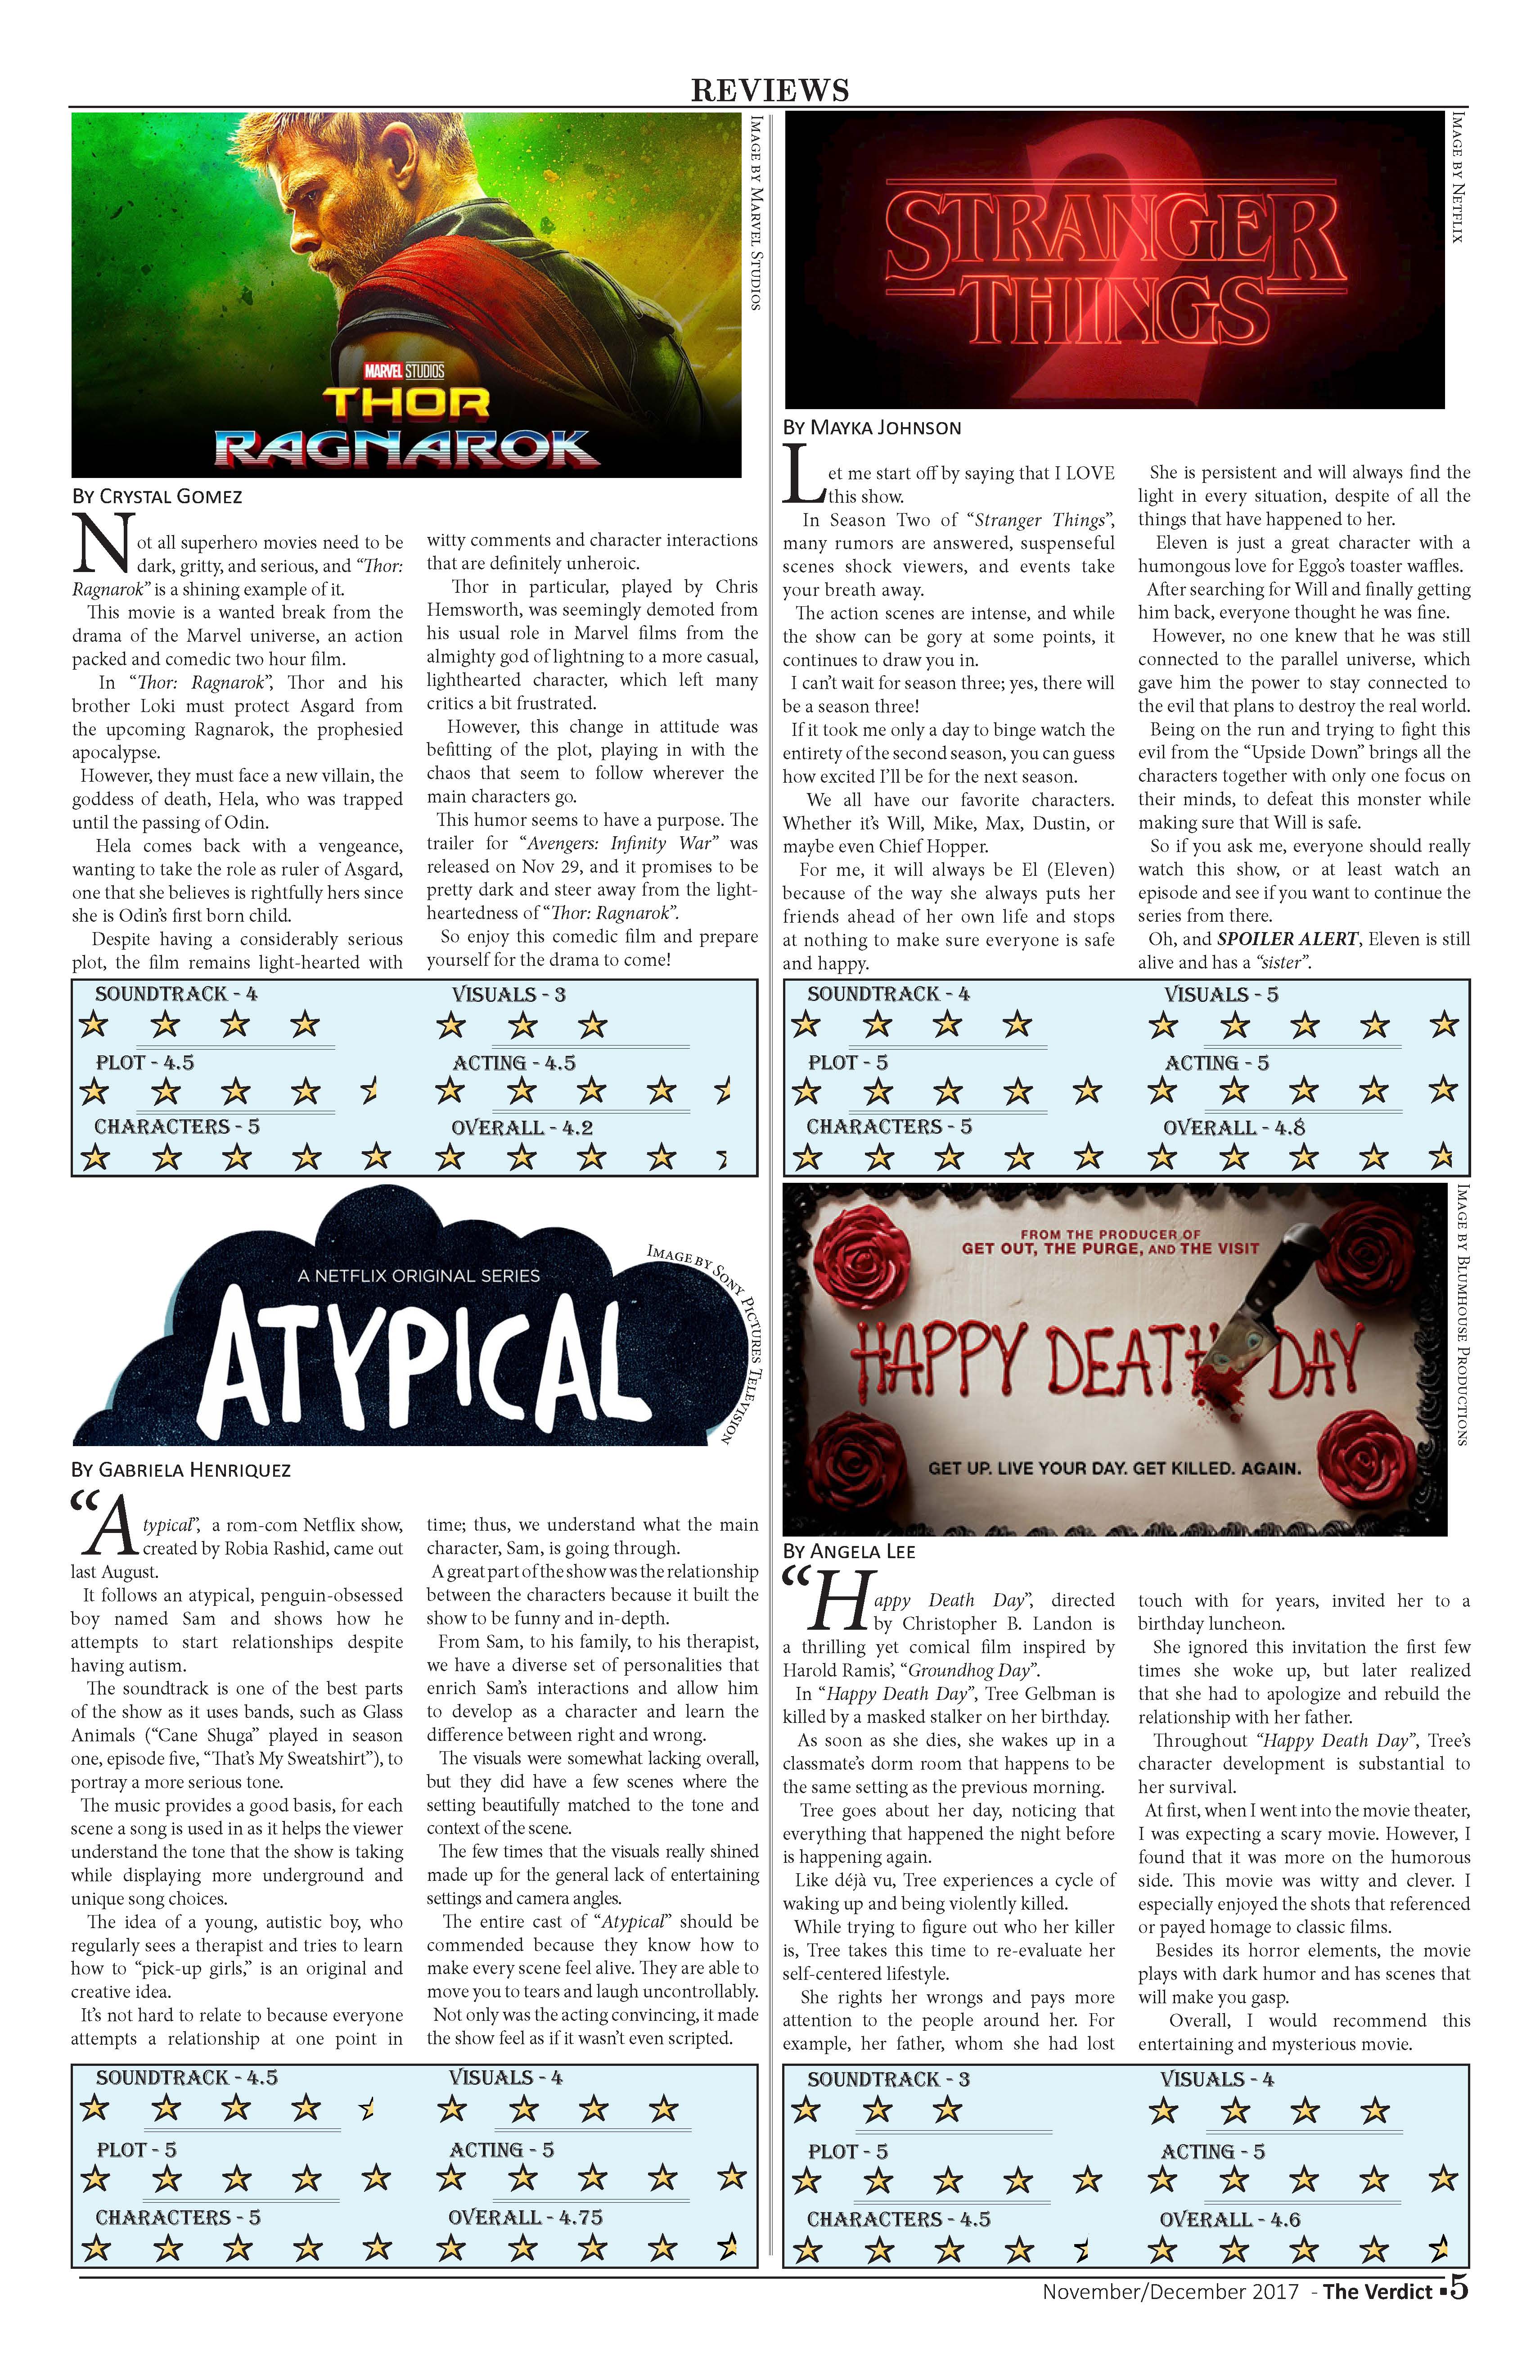 REVIEWS
MARVEL STUDIOS
THOR
RAGNAROK
IMAGE BY MARVEL STUDIOS
BY CRYSTAL GOMEZ
Not all superhero movies need to be
dark, gritty, and serious, and “Thor:
Ragnarok” is a shining example of it.
This movie is a wanted break from the
drama of the Marvel universe, an action
packed and comedic two hour film.
In “Thor: Ragnarok”, Thor and his
brother Loki must protect Asgard from
the upcoming Ragnarok, the prophesied
apocalypse.
However, they must face a new villain, the
goddess of death, Hela, who was trapped
until the passing of Odin.
Hela comes back with a vengeance,
wanting to take the role as ruler of Asgard,
one that she believes is rightfully hers since
she is Odin’s first born child.
Despite having a considerably serious
plot, the film remains light-hearted with
witty comments and character interactions
that are definitely unheroic.
Thor in particular, played by Chris
Hemsworth, was seemingly demoted from
his usual role in Marvel films from the
almighty god of lightning to a more casual,
lighthearted character, which left many
critics a bit frustrated.
However, this change in attitude was
befitting of the plot, playing in with the
chaos that seem to follow wherever the
main characters go.
This humor seems to have a purpose. The
trailer for “Avengers: Infinity War” was
released on Nov 29, and it promises to be
pretty dark and steer away from the light-
heartedness of “Thor: Ragnarok”.
So enjoy this comedic film and prepare
yourself for the drama to come!
SOUNDTRACK - 4
VISUALS - 3
PLOT - 4.5
ACTING - 4.5
CHARACTERS - 5
OVERALL - 4.2
2
STRANGER
THINGS
IMAGE BY NETFLIX
BY MAYKA JOHNSON
Let me start off by saying that I LOVE
this show.
In Season Two of “Stranger Things”,
many rumors are answered, suspenseful
scenes shock viewers, and events take
your breath away.
The action scenes are intense, and while
the show can be gory at some points, it
continues to draw you in.
I can’t wait for season three; yes, there will
be a season three!
If it took me only a day to binge watch the
entirety of the second season, you can guess
how excited I’ll be for the next season.
We all have our favorite characters.
Whether it’s Will, Mike, Max, Dustin, or
maybe even Chief Hopper.
For me, it will always be El (Eleven)
because of the way she always puts her
friends ahead of her own life and stops
at nothing to make sure everyone is safe
and happy.
She is persistent and will always find the
light in every situation, despite of all the
things that have happened to her.
Eleven is just a great character with a
humongous love for Eggo’s toaster waffles.
After searching for Will and finally getting
him back, everyone thought he was fine.
However, no one knew that he was still
connected to the parallel universe, which
gave him the power to stay connected to
the evil that plans to destroy the real world.
Being on the run and trying to fight this
evil from the “Upside Down” brings all the
characters together with only one focus on
their minds, to defeat this monster while
making sure that Will is safe.
So if you ask me, everyone should really
watch this show, or at least watch an
episode and see if you want to continue the
series from there.
Oh, and SPOILER ALERT, Eleven is still
alive and has a “sister”.
SOUNDTRACK - 4
VISUALS - 5
PLOT - 5
ACTING - 5
CHARACTERS - 5
OVERALL - 4.8
A NETFLIX ORIGINAL SERIES
ATYPICAL
IMAGE BY SONY PICTURES TELEVISION
BY GABRIELA HENRIQUEZ
“Atypical”, a rom-com Netflix show,
created by Robia Rashid, came out
last August.
It follows an atypical, penguin-obsessed
boy named Sam and shows how he
attempts to start relationships despite
having autism.
The soundtrack is one of the best parts
of the show as it uses bands, such as Glass
Animals (“Cane Shuga” played in season
one, episode five, “That’s My Sweatshirt”), to
portray a more serious tone.
The music provides a good basis, for each
scene a song is used in as it helps the viewer
understand the tone that the show is taking
while displaying more underground and
unique song choices.
The idea of a young, autistic boy, who
regularly sees a therapist and tries to learn
how to “pick-up girls,” is an original and
creative idea.
It’s not hard to relate to because everyone
attempts a relationship at one point in
time; thus, we understand what the main
character, Sam, is going through.
A great part of the show was the relationship
between the characters because it built the
show to be funny and in-depth.
From Sam, to his family, to his therapist,
we have a diverse set of personalities that
enrich Sam’s interactions and allow him
to develop as a character and learn the
difference between right and wrong.
The visuals were somewhat lacking overall,
but they did have a few scenes where the
setting beautifully matched to the tone and
context of the scene.
The few times that the visuals really shined
made up for the general lack of entertaining
settings and camera angles.
The entire cast of “Atypical” should be
commended because they know how to
make every scene feel alive. They are able to
move you to tears and laugh uncontrollably.
Not only was the acting convincing, it made
the show feel as if it wasn’t even scripted.
SOUNDTRACK - 4.5
VISUALS - 4
PLOT - 5
ACTING - 5
CHARACTERS - 5
OVERALL - 4.75
FROM THE PRODUCER OF
GET OUT, THE PURGE, AND THE VISIT
HAPPY DEATH DAY
GET UP. LIVE YOUR DAY. GET KILLED. AGAIN.
IMAGE BY BLUMHOUSE PRODUCTIONS
BY ANGELA LEE
“Happy Death Day”, directed
by Christopher B. Landon is
a thrilling yet comical film inspired by
Harold Ramis’, “Groundhog Day”.
In “Happy Death Day”, Tree Gelbman is
killed by a masked stalker on her birthday.
As soon as she dies, she wakes up in a
classmate’s dorm room that happens to be
the same setting as the previous morning.
Tree goes about her day, noticing that
everything that happened the night before
is happening again.
Like déjà vu, Tree experiences a cycle of
waking up and being violently killed.
While trying to figure out who her killer
is, Tree takes this time to re-evaluate her
self-centered lifestyle.
She rights her wrongs and pays more
attention to the people around her. For
example, her father, whom she had lost
touch with for years, invited her to a
birthday luncheon.
She ignored this invitation the first few
times she woke up, but later realized
that she had to apologize and rebuild the
relationship with her father.
Throughout “Happy Death Day”, Tree’s
character development is substantial to
her survival.
At first, when I went into the movie theater,
I was expecting a scary movie. However, I
found that it was more on the humorous
side. This movie was witty and clever. I
especially enjoyed the shots that referenced
or payed homage to classic films.
Besides its horror elements, the movie
plays with dark humor and has scenes that
will make you gasp.
Overall, I would recommend this
entertaining and mysterious movie.
SOUNDTRACK - 3
VISUALS - 4
PLOT - 5
ACTING - 5
CHARACTERS - 4.5
OVERALL - 4.6
November/December 2017 - The Verdict ▪5